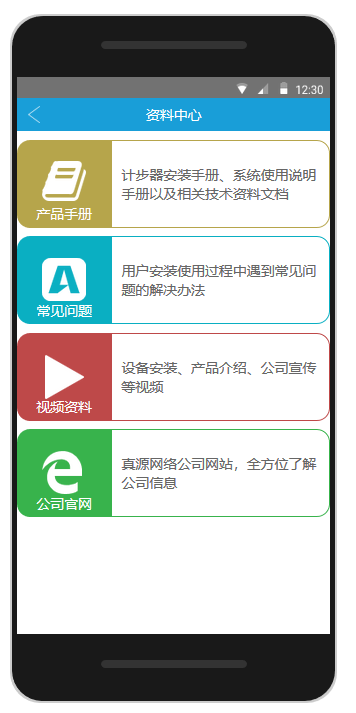 12:30
资料中心
产品手册
计步器安装手册、系统使用说明
手册以及相关技术资料文档
常见问题
用户安装使用过程中遇到常见问
题的解决办法
视频资料
设备安装、产品介绍、公司宣传
等视频
公司官网
真源网络公司网站，全方位了解
公司信息